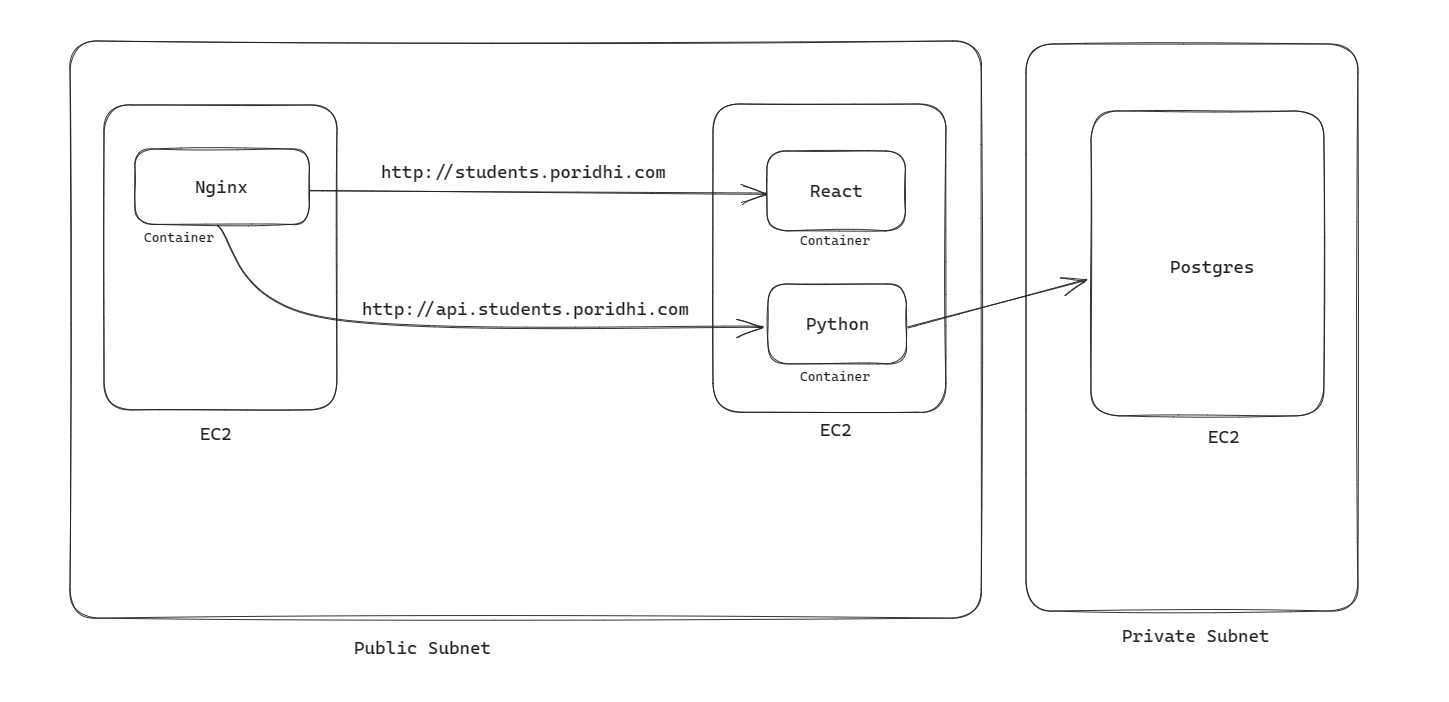 http://students.poridhi.com
Nginx
React
Container
Container
Postgres
http://api.students.poridhi.com
Python
Container
EC2
EC2
EC2
Public Subnet
Private Subnet